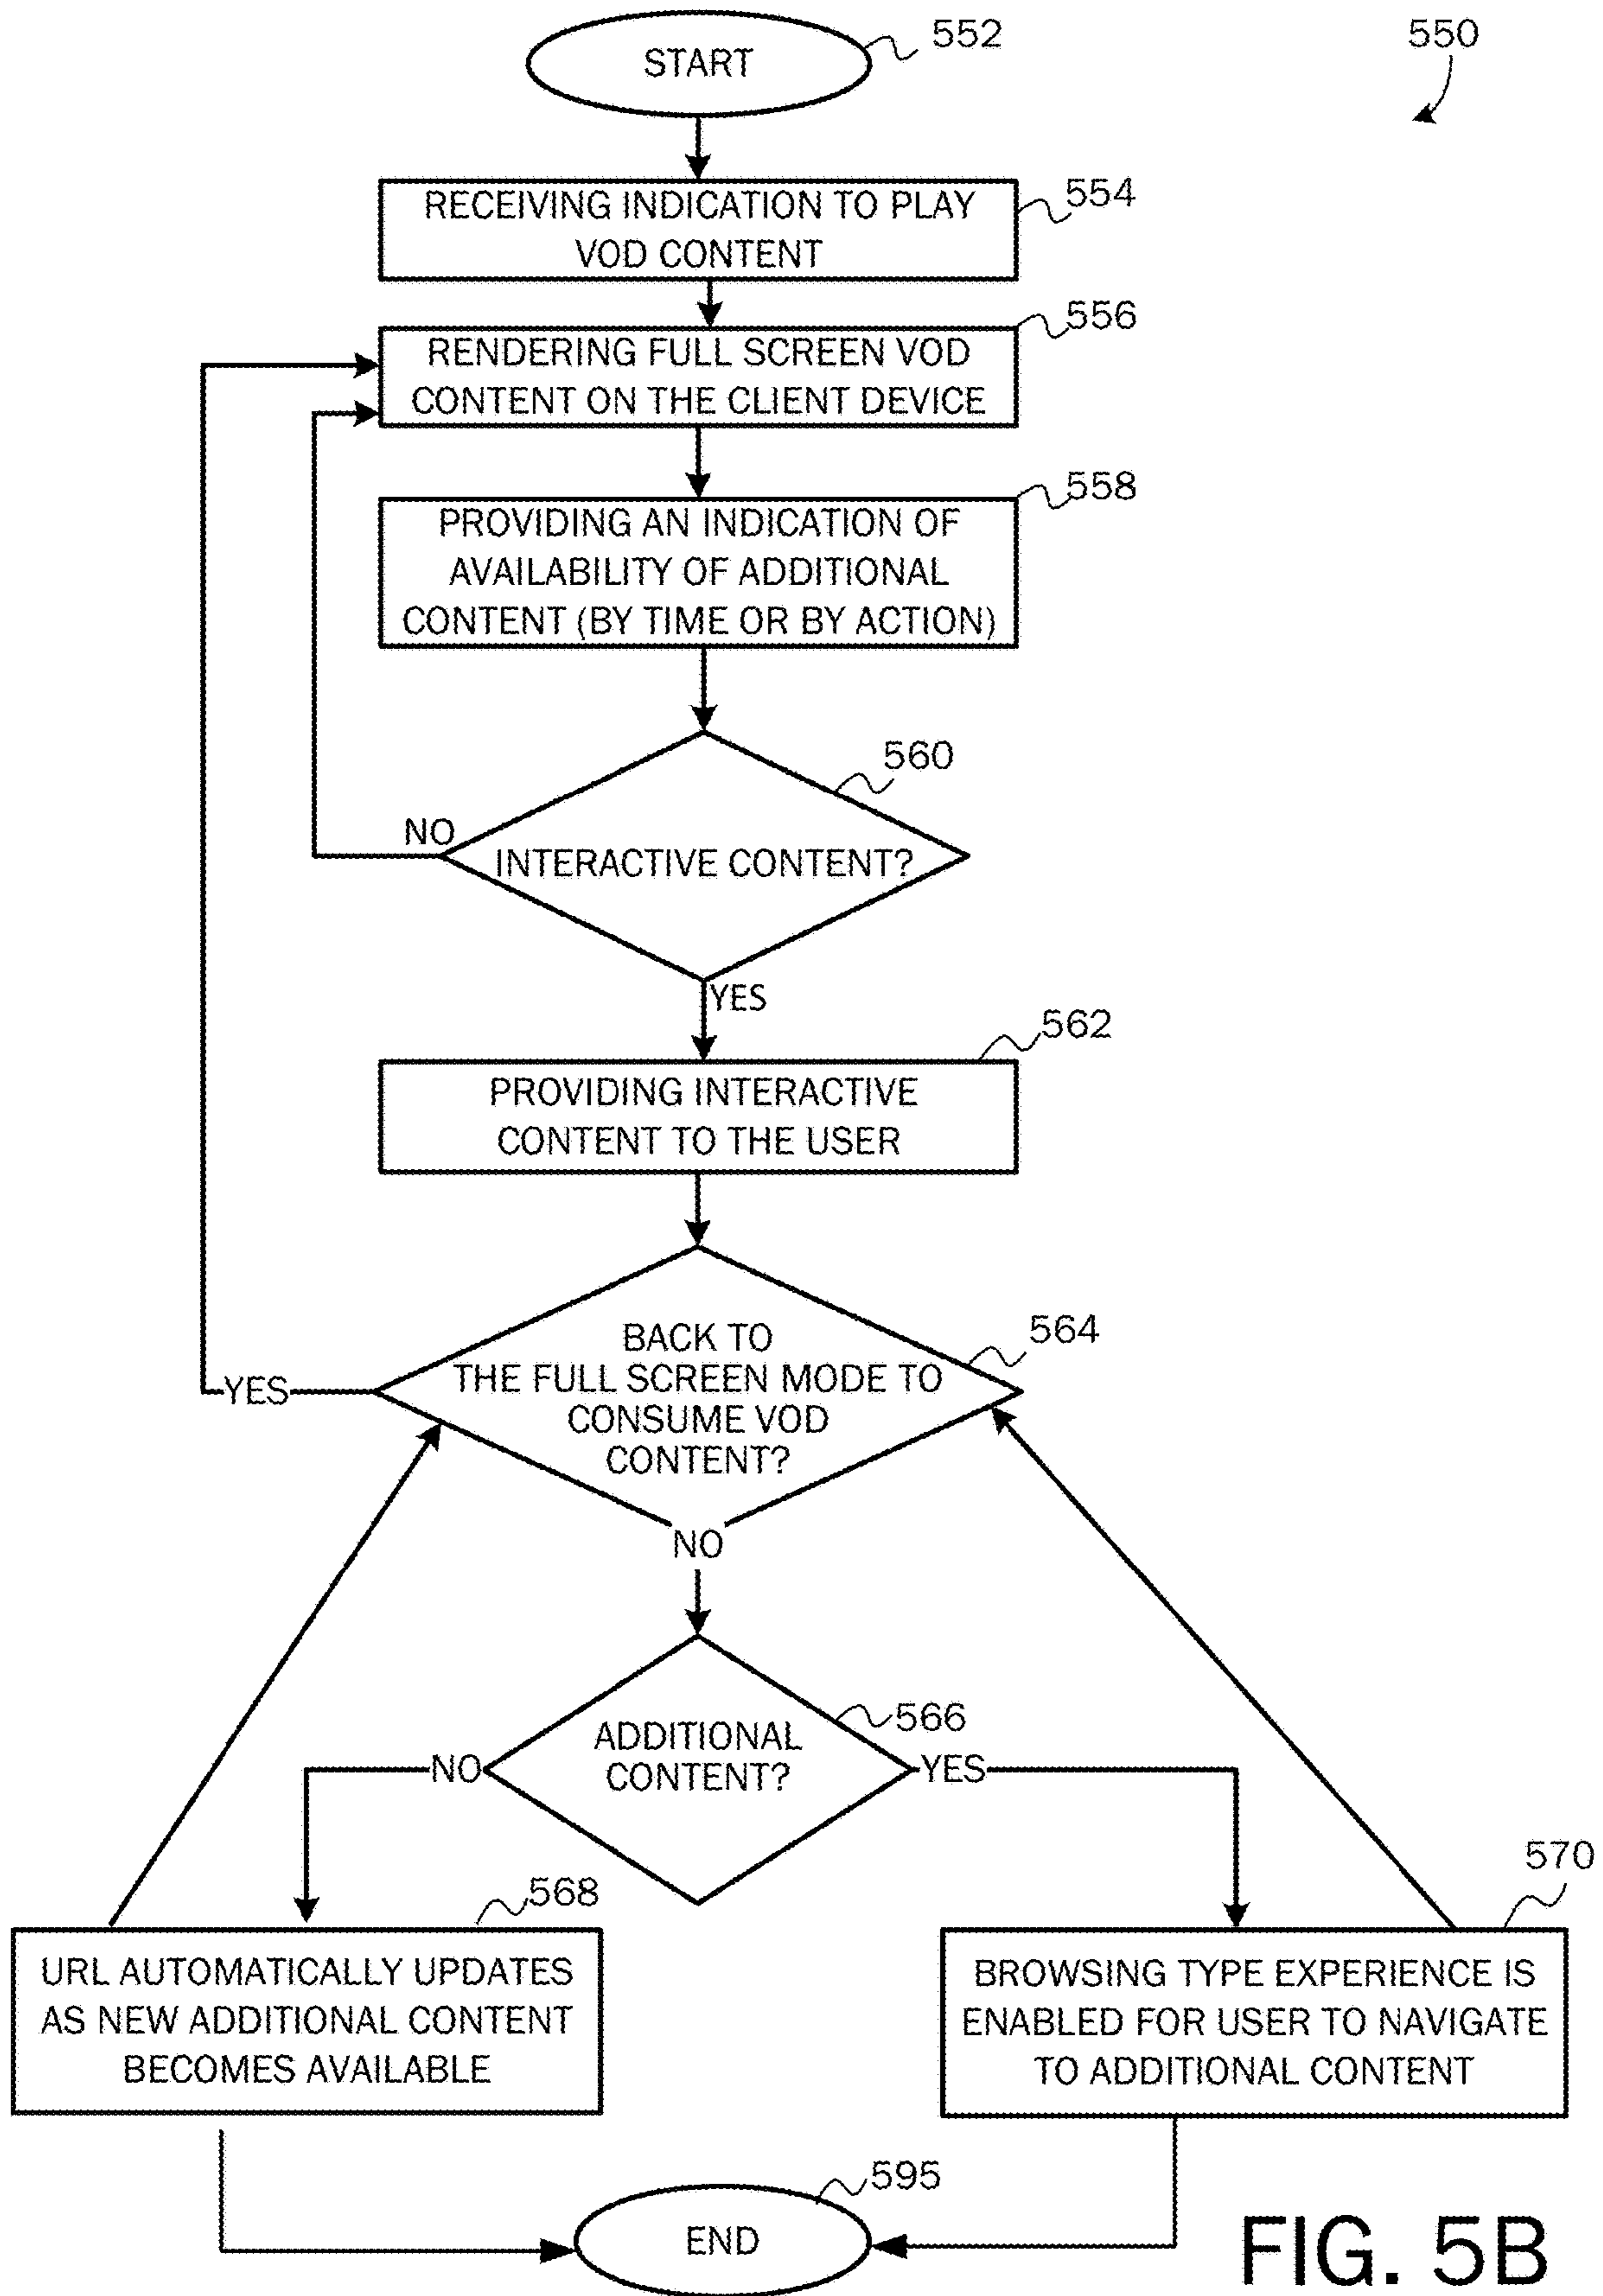 START
552
550
RECEIVING INDICATION TO PLAY
VOD CONTENT
554
RENDERING FULL SCREEN VOD
CONTENT ON THE CLIENT DEVICE
556
PROVIDING AN INDICATION OF
AVAILABILITY OF ADDITIONAL
CONTENT (BY TIME OR BY ACTION)
558
560
NO
INTERACTIVE CONTENT?
YES
562
PROVIDING INTERACTIVE
CONTENT TO THE USER
564
BACK TO
THE FULL SCREEN MODE TO
CONSUME VOD
CONTENT?
YES
NO
566
ADDITIONAL
CONTENT?
NO
YES
568
URL AUTOMATICALLY UPDATES
AS NEW ADDITIONAL CONTENT
BECOMES AVAILABLE
570
BROWSING TYPE EXPERIENCE IS
ENABLED FOR USER TO NAVIGATE
TO ADDITIONAL CONTENT
595
END
FIG. 5B